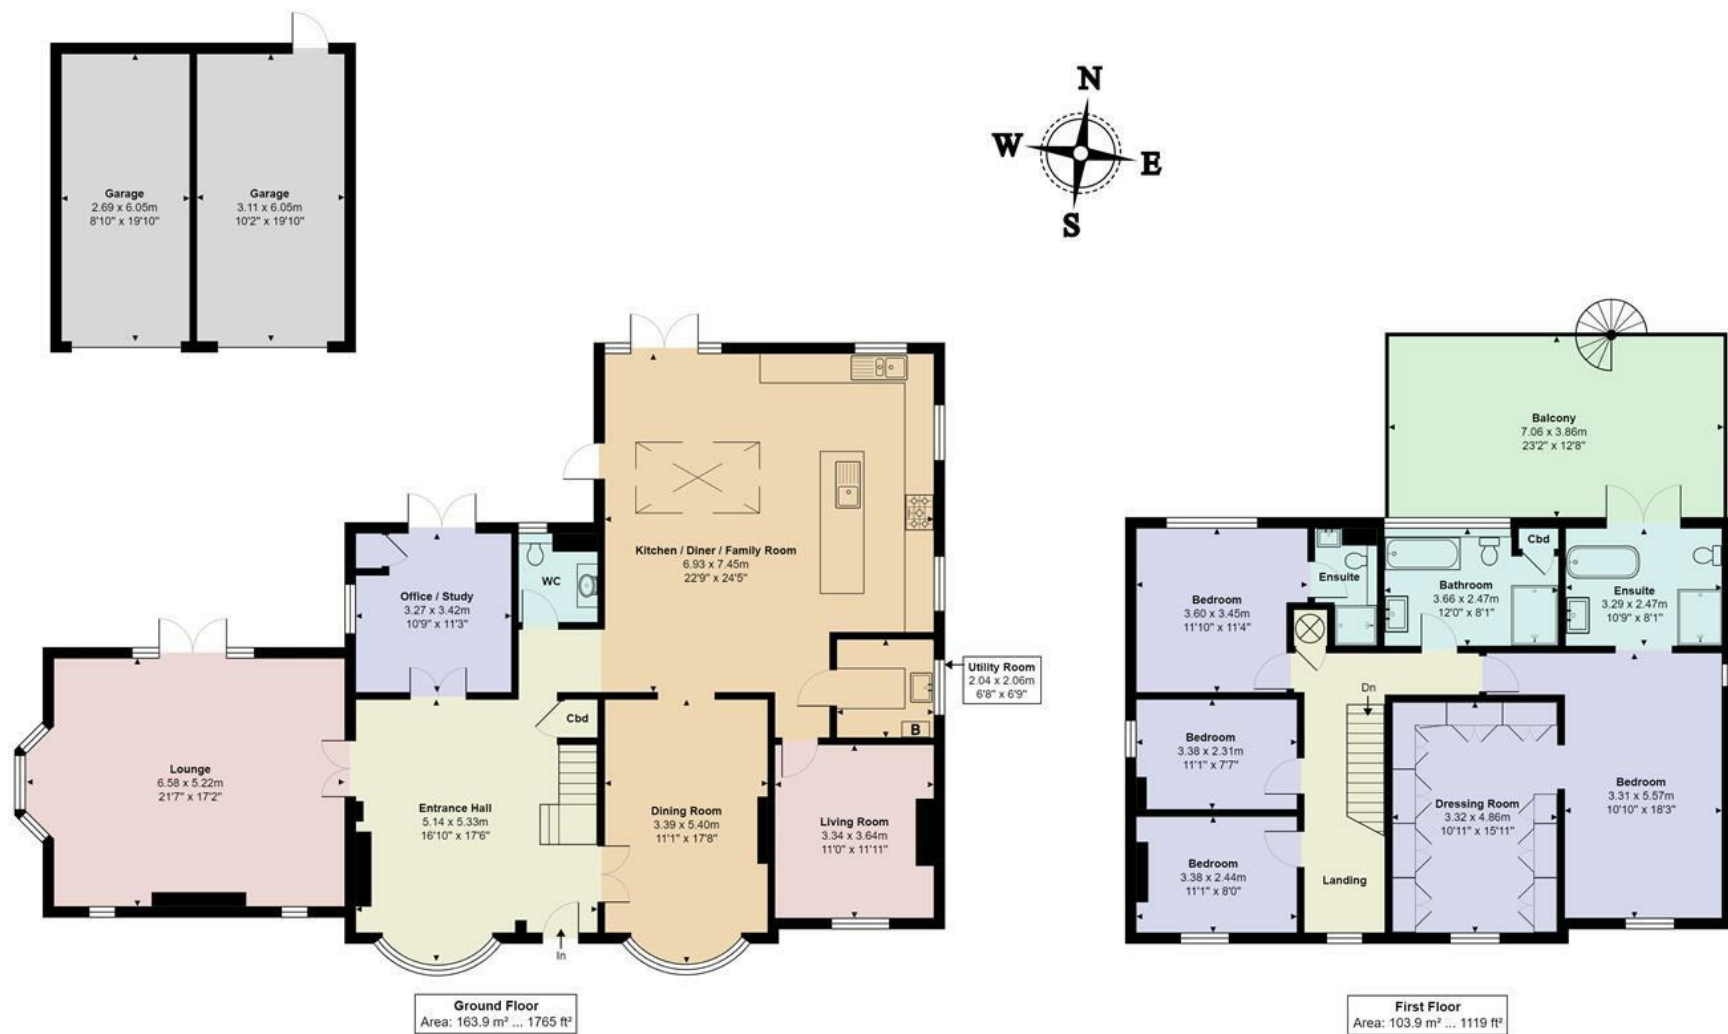 N
W
E
S
Garage
2.69 x 6.05m
8'10" x 19'10"
Garage
3.11 x 6.05m
10'2" x 19'10"
Kitchen / Diner / Family Room
6.93 x 7.45m
22'9" x 24'5"
WC
Office / Study
3.27 x 3.42m
10'9" x 11'3"
Utility Room
2.04 x 2.06m
6'8" x 6'9"
B
Cbd
Lounge
6.58 x 5.22m
21'7" x 17'2"
Entrance Hall
5.14 x 5.33m
16'10" x 17'6"
Dining Room
3.39 x 5.40m
11'1" x 17'8"
Living Room
3.34 x 3.64m
11'0" x 11'11"
In
Ground Floor
Area: 163.9 m² ... 1765 ft²
Balcony
7.06 x 3.86m
23'2" x 12'8"
Cbd
Ensuite
Bathroom
3.66 x 2.47m
12'0" x 8'1"
Ensuite
3.29 x 2.47m
10'9" x 8'1"
Bedroom
3.60 x 3.45m
11'10" x 11'4"
Dn
Bedroom
3.38 x 2.31m
11'1" x 7'7"
Bedroom
3.31 x 5.57m
10'10" x 18'3"
Dressing Room
3.32 x 4.86m
10'11" x 15'11"
Bedroom
3.38 x 2.44m
11'1" x 8'0"
Landing
First Floor
Area: 103.9 m² ... 1119 ft²